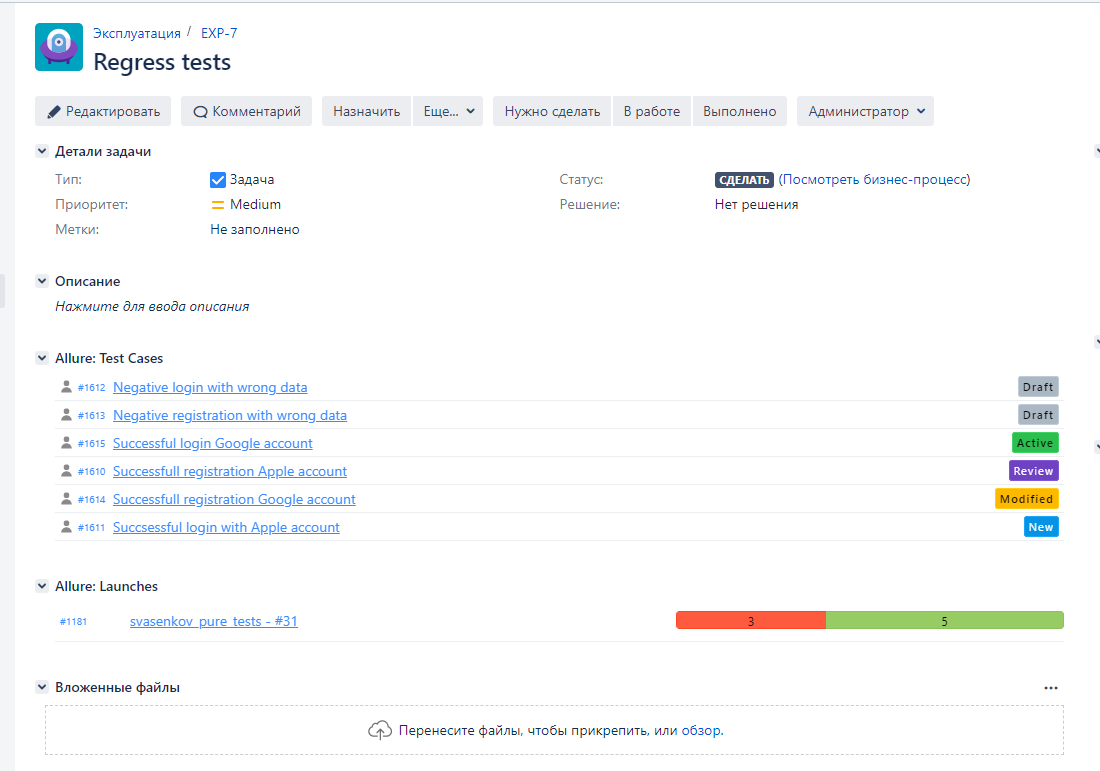 Эксплуатация / EXP-7
Regress tests
Редактировать Комментарий Назначить Еще... Нужно сделать В работе Выполнено Администратор
Детали задачи
Тип: Задача Статус: СДЕЛАТЬ (Посмотреть бизнес-процесс)
Приоритет: Medium Решение: Нет решения
Метки: Не заполнено
Описание
Нажмите для ввода описания
Allure: Test Cases
#1612 Negative login with wrong data Draft
#1613 Negative registration with wrong data Draft
#1615 Successful login Google account Active
#1610 Successfull registration Apple account Review
#1614 Successfull registration Google account Modified
#1611 Succsessful login with Apple account New
Allure: Launches
#1181 svasenkov_pure_tests - #31 3 5
Вложенные файлы
Перенесите файлы, чтобы прикрепить, или обзор.